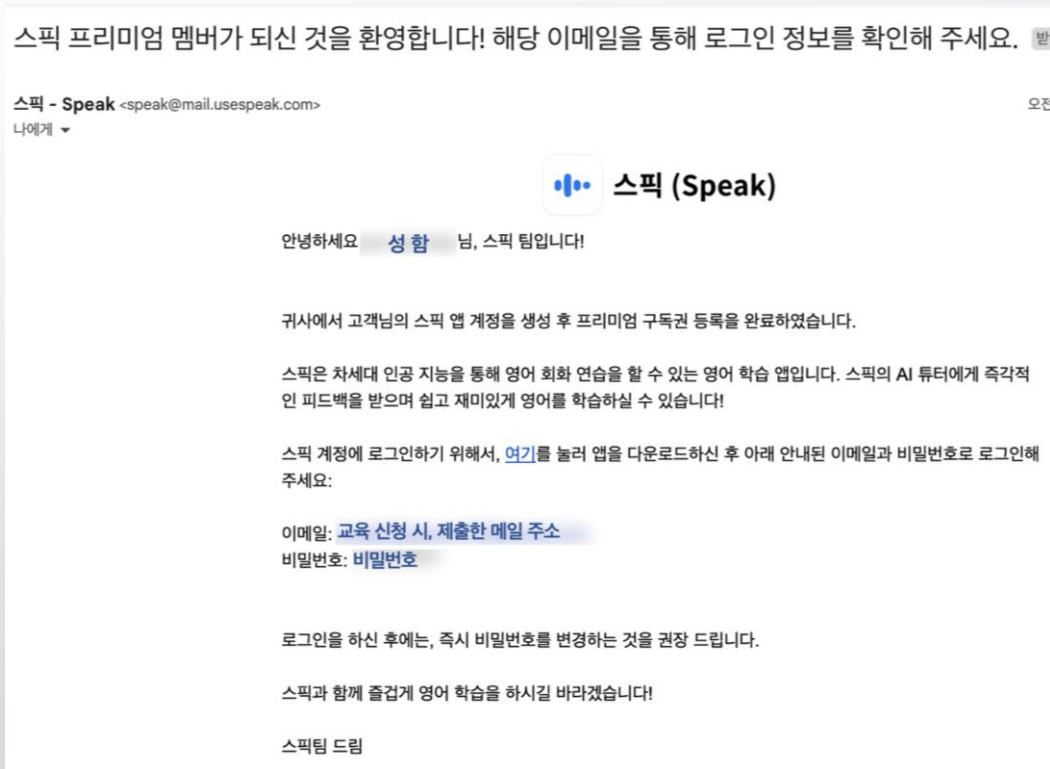 스픽 프리미엄 멤버가 되신 것을 환영합니다! 해당 이메일을 통해 로그인 정보를 확인해 주세요. 받
스픽 - Speak <speak@mail.usespeak.com>
오전
나에게
스픽 (Speak)
안녕하세요 성 함 님, 스픽 팀입니다!
귀사에서 고객님의 스픽 앱 계정을 생성 후 프리미엄 구독권 등록을 완료하였습니다.
스픽은 차세대 인공 지능을 통해 영어 회화 연습을 할 수 있는 영어 학습 앱입니다. 스픽의 AI 튜터에게 즉각적
인 피드백을 받으며 쉽고 재미있게 영어를 학습하실 수 있습니다!
스픽 계정에 로그인하기 위해서, 여기를 눌러 앱을 다운로드하신 후 아래 안내된 이메일과 비밀번호로 로그인해
주세요:
이메일: 교육 신청 시, 제출한 메일 주소
비밀번호: 비밀번호
로그인을 하신 후에는, 즉시 비밀번호를 변경하는 것을 권장 드립니다.
스픽과 함께 즐겁게 영어 학습을 하시길 바라겠습니다!
스픽팀 드림